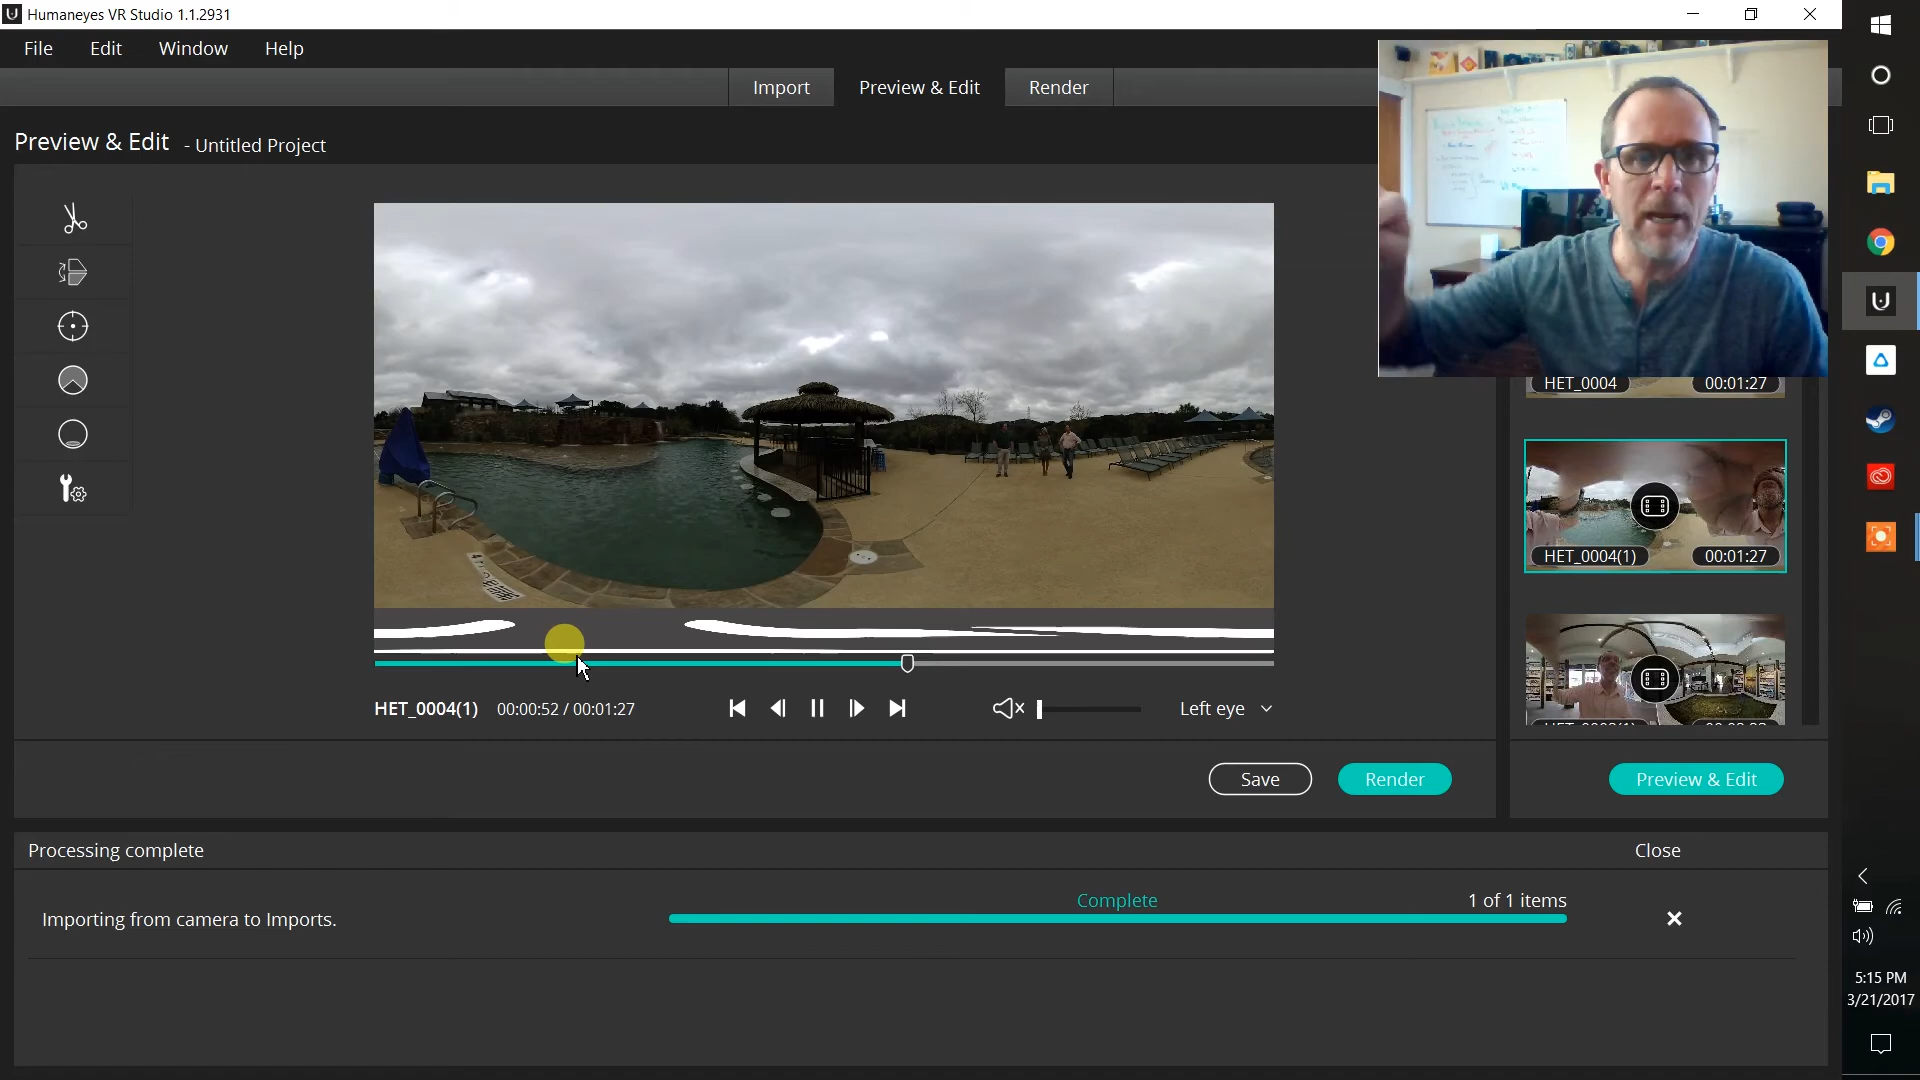 Humaneyes VR Studio 1.1.2931
File Edit Window Help
Import Preview & Edit Render
Preview & Edit - Untitled Project
HET_0004 00:01:27
HET_0004(1) 00:01:27
HET_0004(1) 00:00:52 / 00:01:27
Left eye
Save Render Preview & Edit
Processing complete Close
Complete 1 of 1 items
Importing from camera to Imports.
5:15 PM
3/21/2017